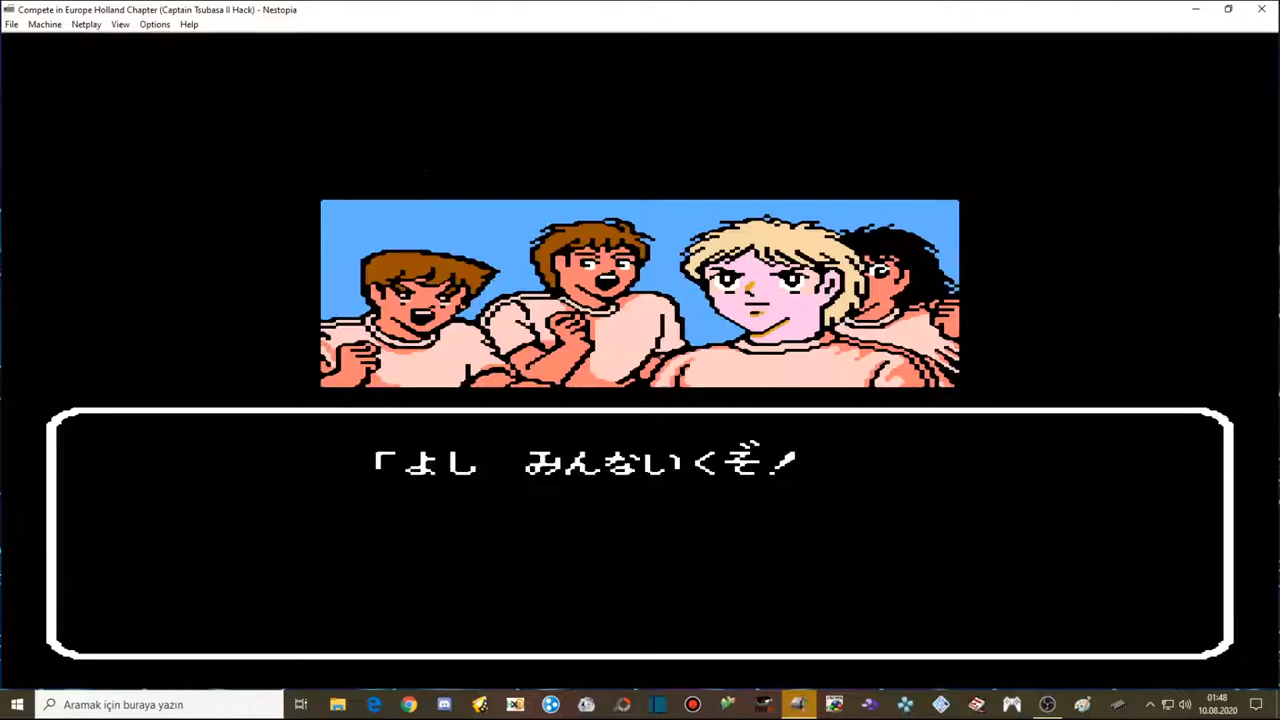 Compete in Europe Holland Chapter (Captain Tsubasa II Hack) - Nestopia
File Machine Netplay View Options Help
「よし みんないくぞ!
Aramak için buraya yazın
01:48
10.08.2020